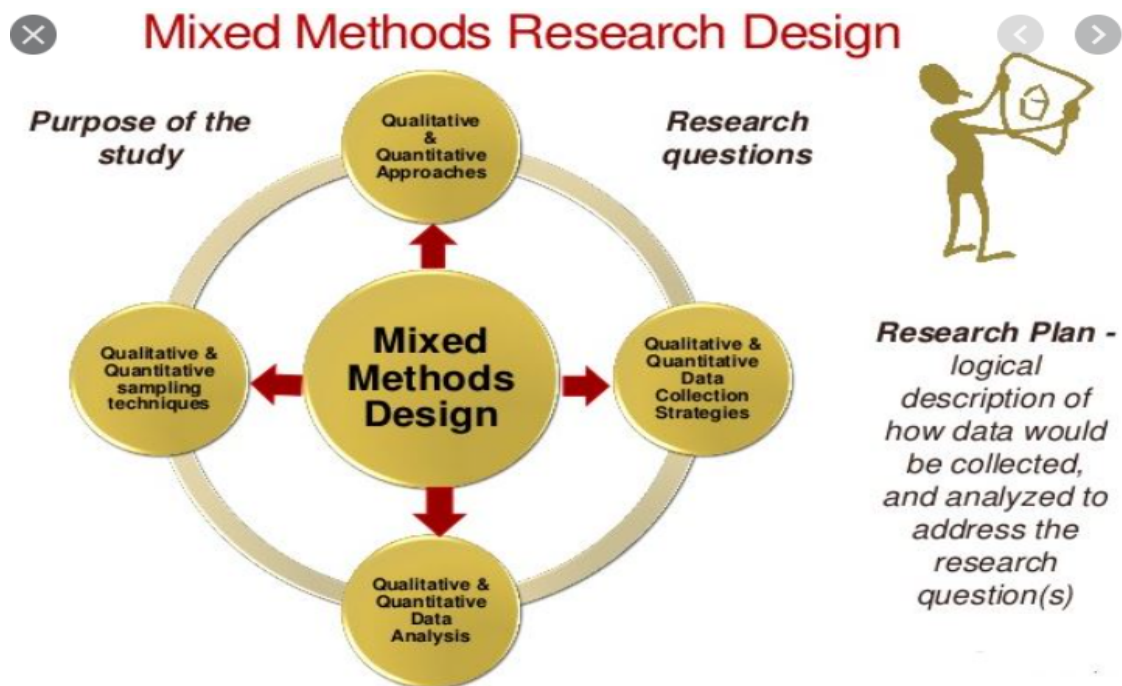 Mixed Methods Research Design
Purpose of the
study
Qualitative
&
Quantitative
Approaches
Research
questions
Qualitative &
Quantitative
sampling
techniques
Mixed
Methods
Design
Qualitative &
Quantitative
Data
Collection
Strategies
Qualitative &
Quantitative
Data
Analysis
Research Plan -
logical
description of
how data would
be collected,
and analyzed to
address the
research
question(s)